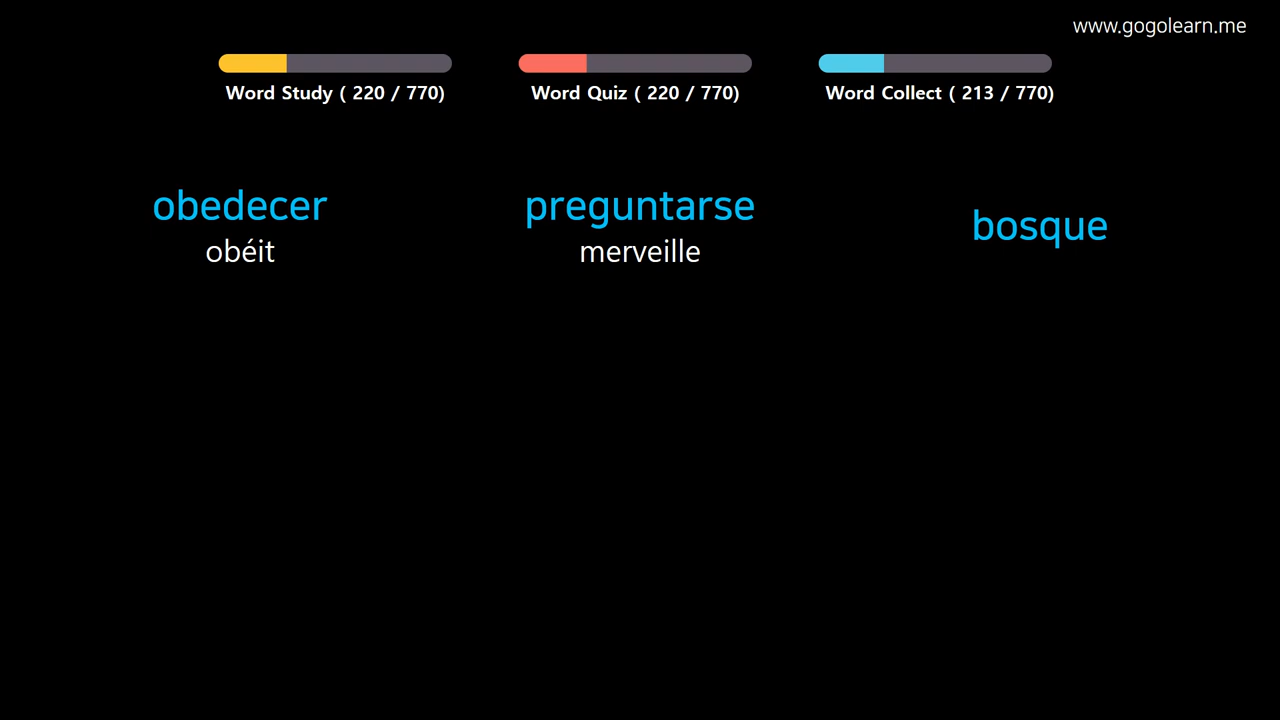 www.gogolearn.me
Word Study ( 220 / 770)
Word Quiz ( 220 / 770)
Word Collect ( 213 / 770)
obedecer
obéit
preguntarse
merveille
bosque